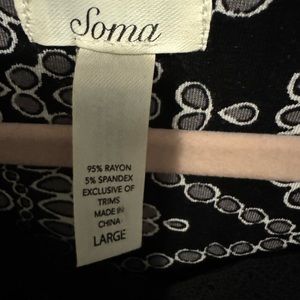 Soma
95% RAYON
5% SPANDEX
EXCLUSIVE OF
TRIMS
MADE IN
CHINA
LARGE